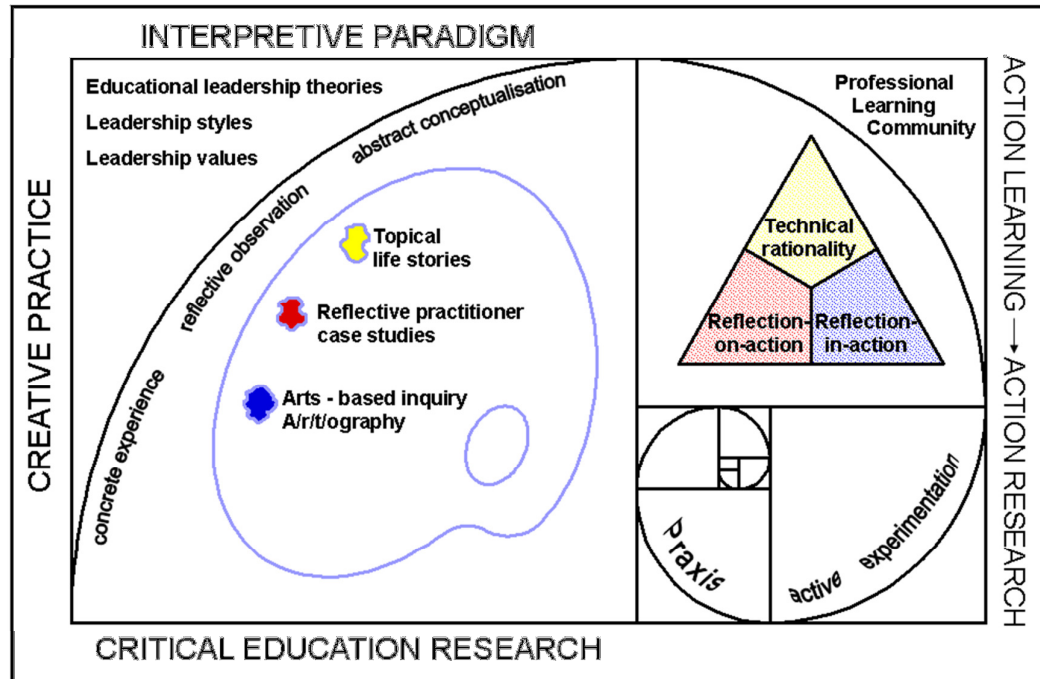 INTERPRETIVE PARADIGM
Educational leadership theories
Leadership styles
Leadership values
abstract conceptualisation
reflective observation
concrete experience
Topical
life stories
Reflective practitioner
case studies
Arts - based inquiry
A/r/t/ography
CREATIVE PRACTICE
CRITICAL EDUCATION RESEARCH
Professional
Learning
Community
Technical
rationality
Reflection-
on-action
Reflection-
in-action
Praxis
active experimentation
ACTION LEARNING → ACTION RESEARCH